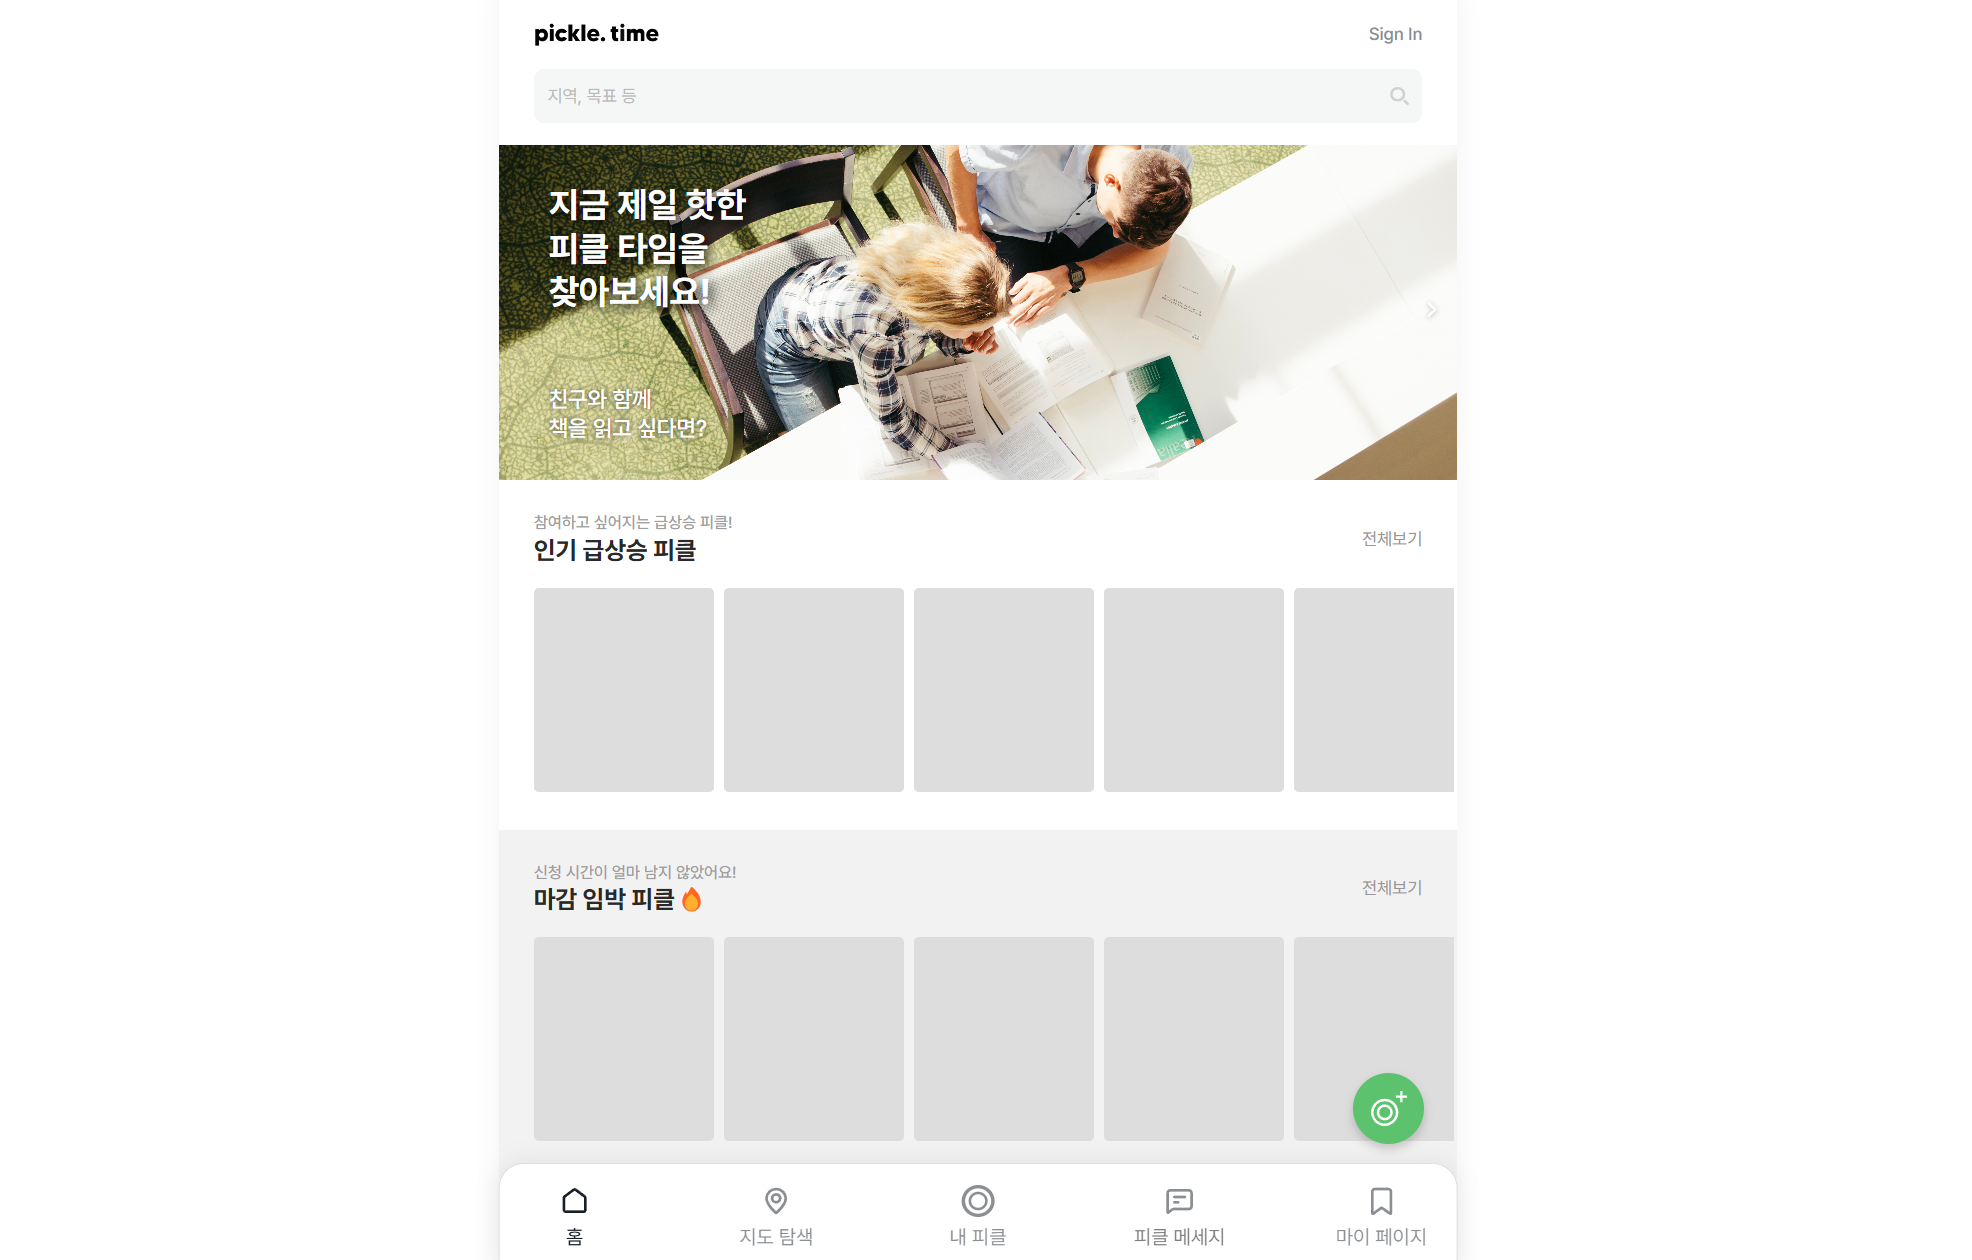 pickle. time
Sign In
지역, 목표 등
지금 제일 핫한
피클 타임을
찾아보세요!
친구와 함께
책을 읽고 싶다면?
참여하고 싶어지는 급상승 피클!
인기 급상승 피클
전체보기
신청 시간이 얼마 남지 않았어요!
마감 임박 피클🔥
전체보기
홈
지도 탐색
내 피클
피클 메세지
마이 페이지